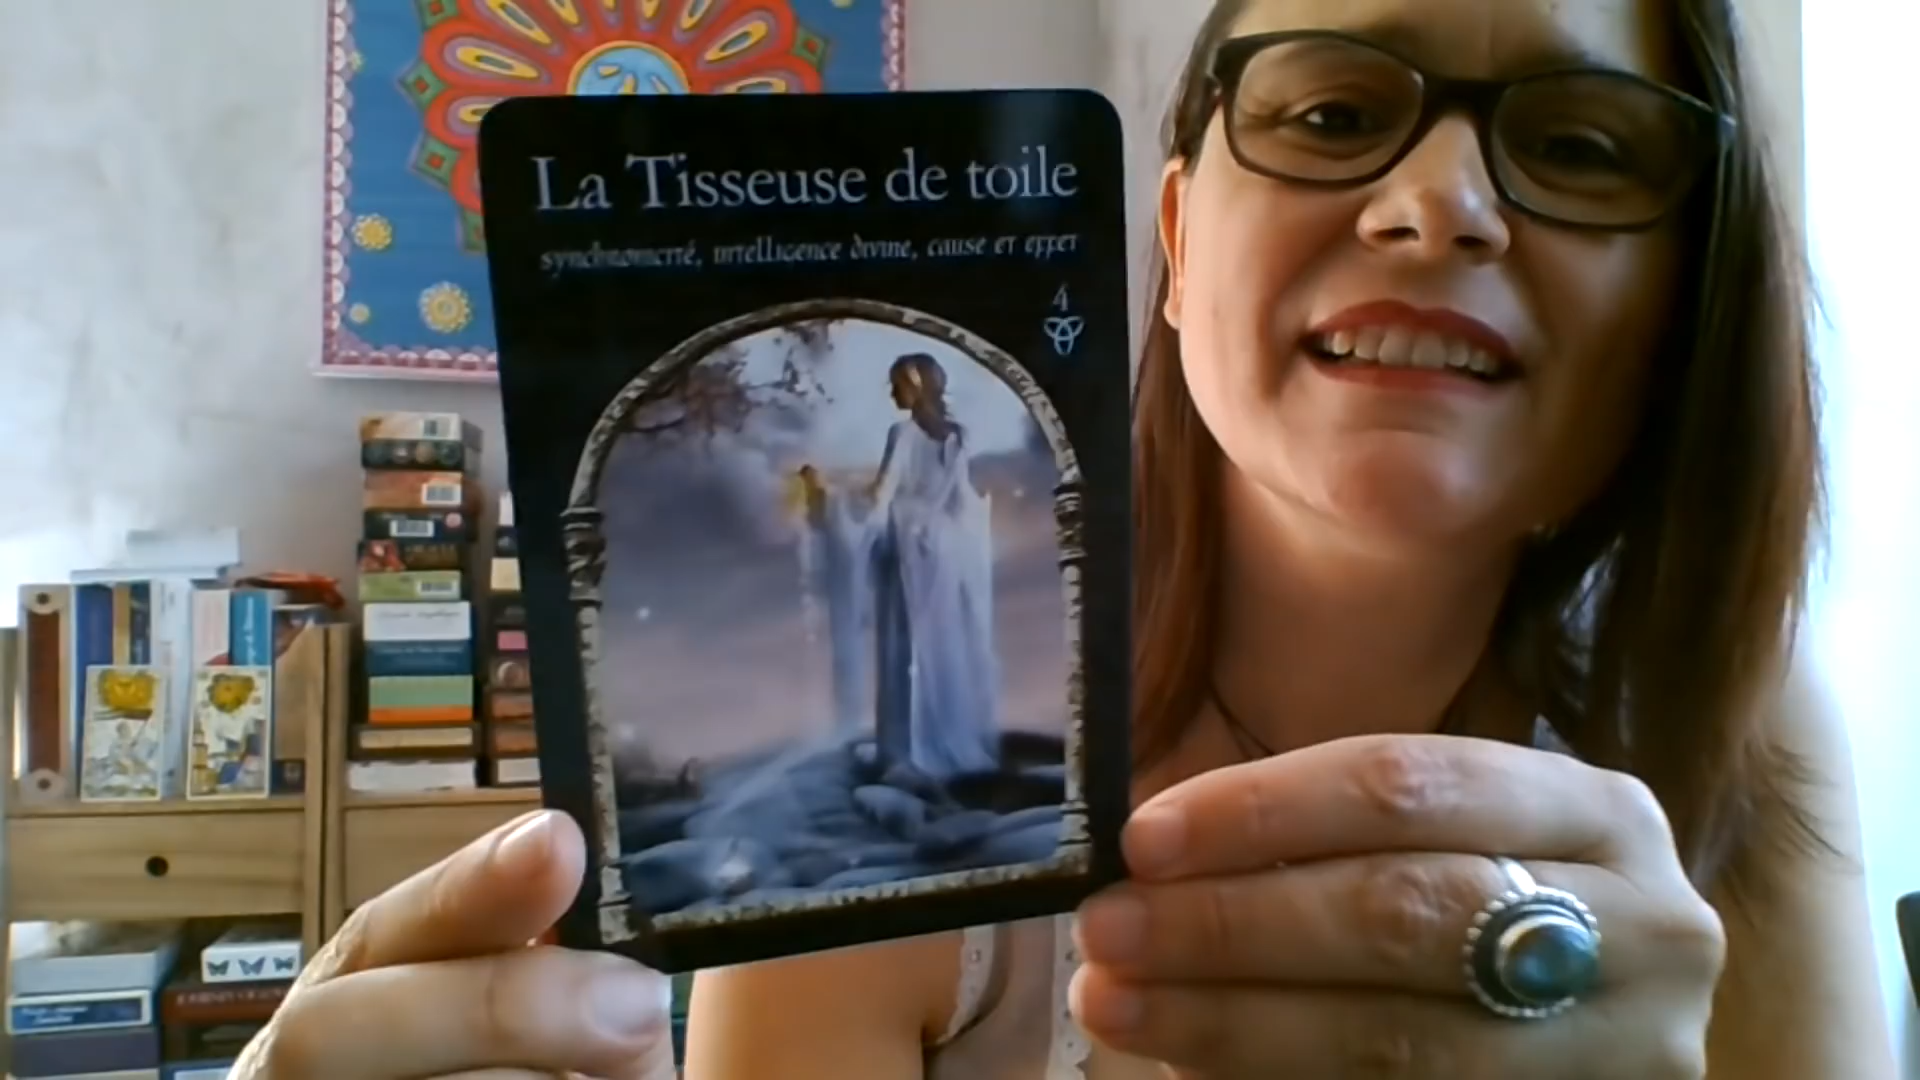 La Tisseuse de toile
synchronicité, intelligence divine, cause et effet
4